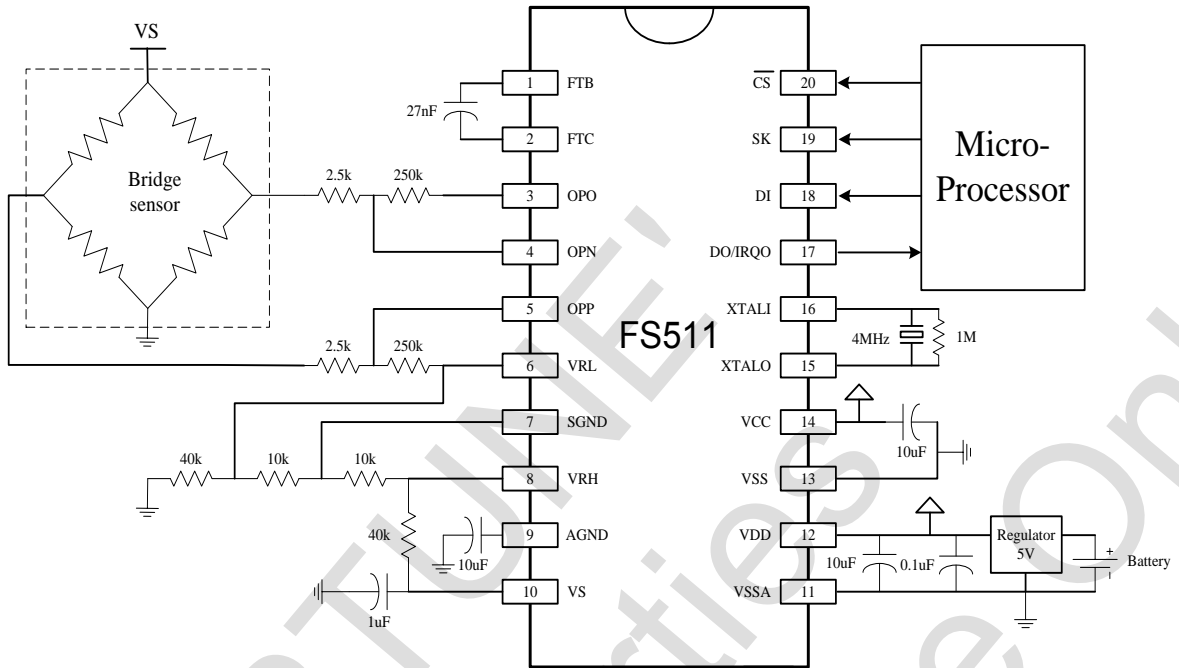 VS
Bridge
sensor
2.5k
250k
2.5k
250k
40k
10k
10k
40k
10uF
1uF
27nF
1
FTB
2
FTC
3
OPO
4
OPN
5
OPP
6
VRL
7
SGND
8
VRH
9
AGND
10
VS
FS511
CS
20
SK
19
DI
18
DO/IRQO
17
XTALI
16
XTALO
15
VCC
14
VSS
13
VDD
12
VSSA
11
Micro-
Processor
4MHz
1M
10uF
10uF
0.1uF
Regulator
5V
+
-
Battery
TUNE'
rties